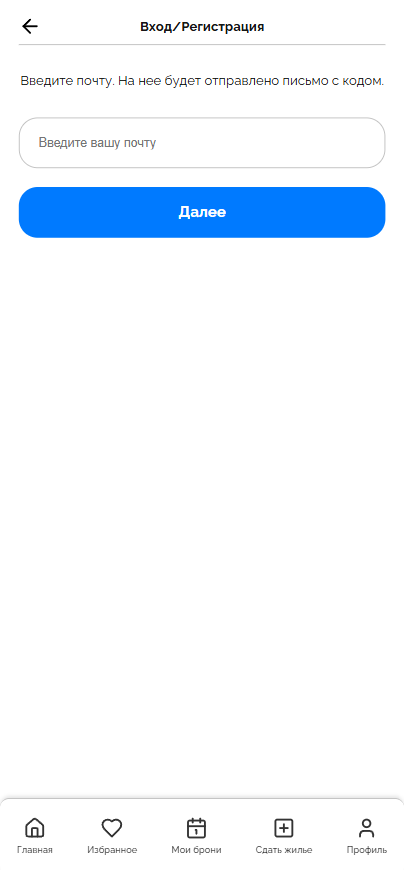 Вход/Регистрация
Введите почту. На нее будет отправлено письмо с кодом.
Введите вашу почту
Далее
1
Главная
Избранное
Мои брони
Сдать жилье
Профиль